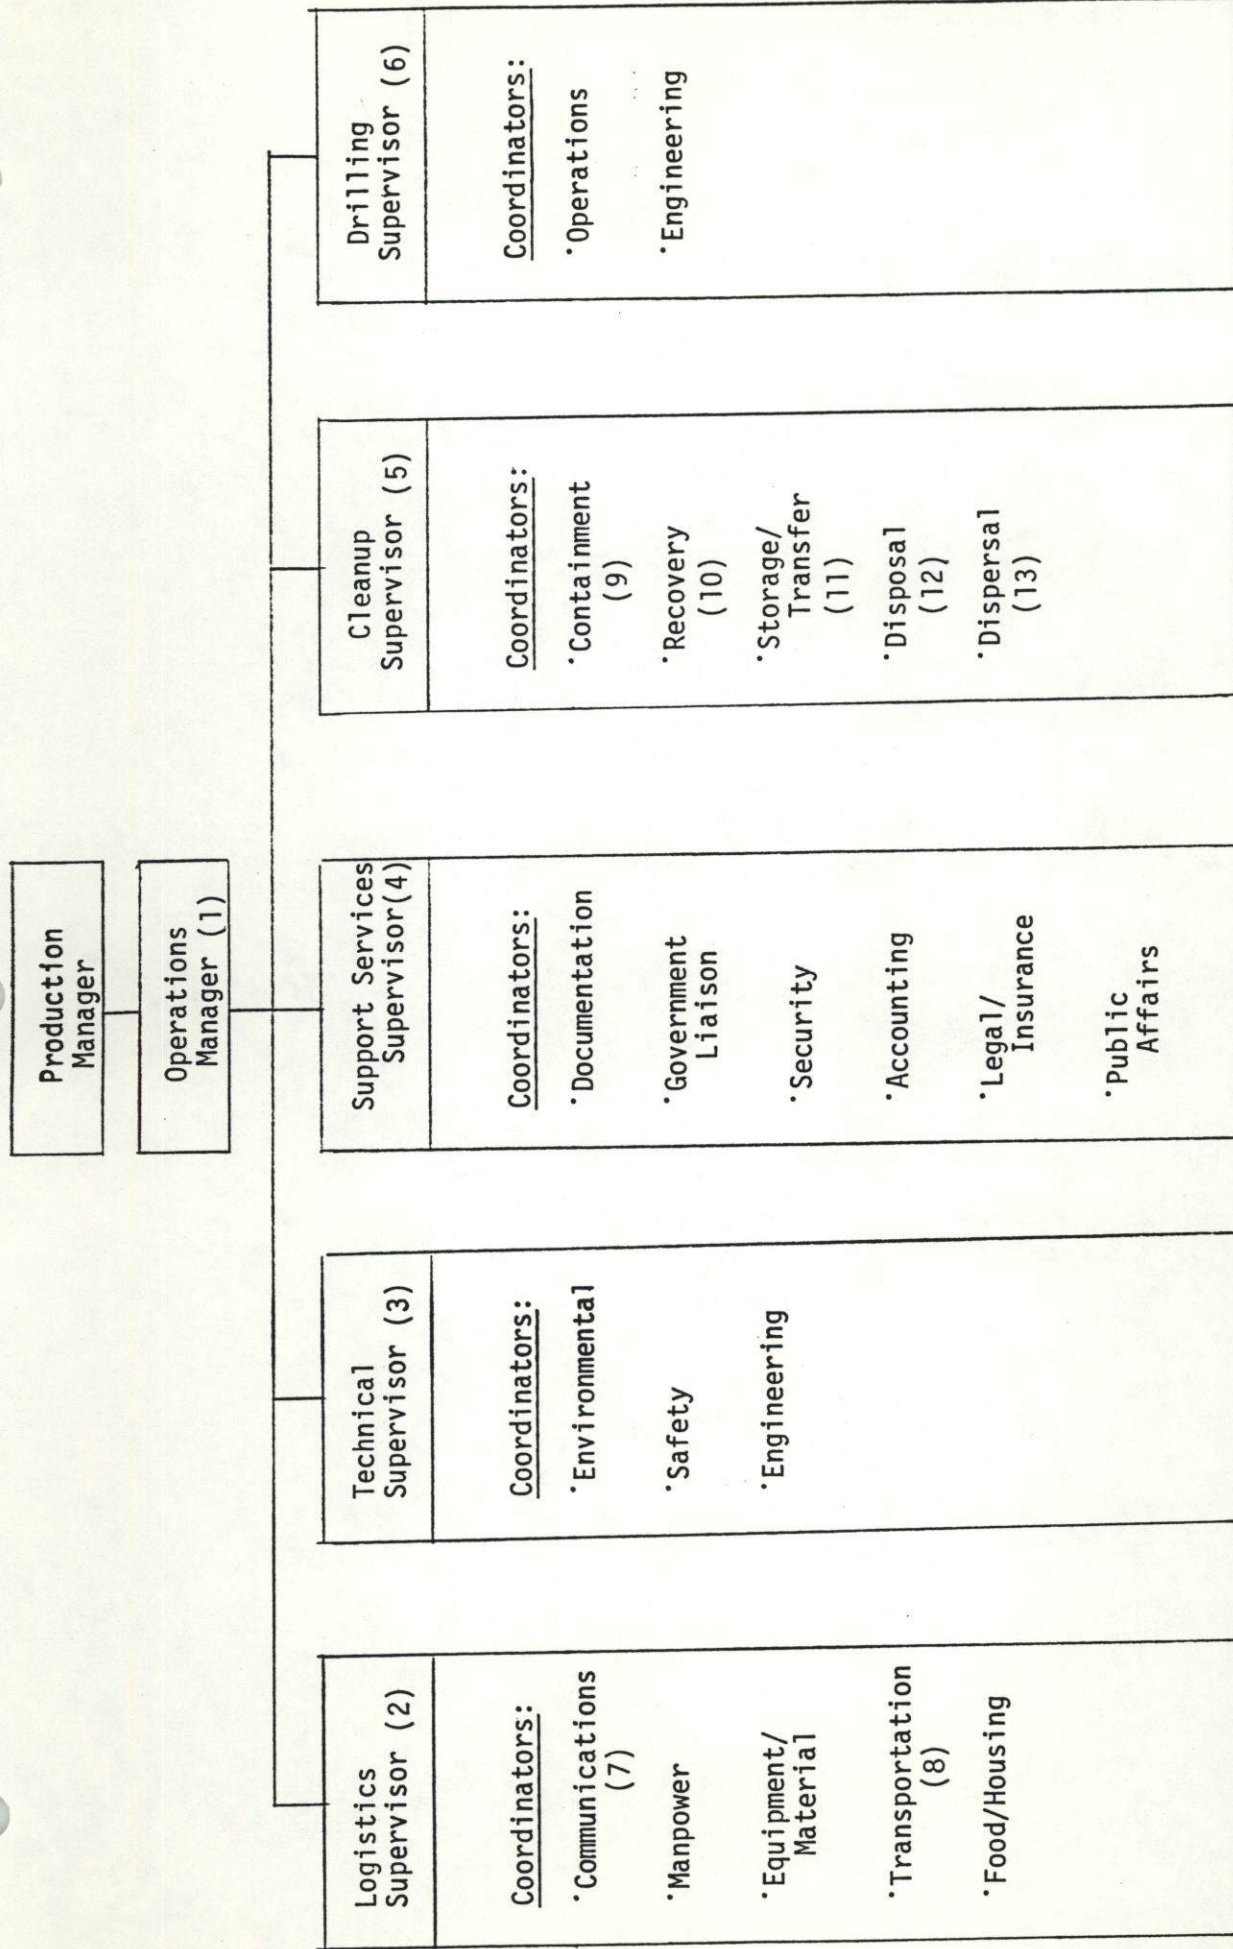 Production
Manager
Operations
Manager (1)
Logistics
Supervisor (2)
Coordinators:
·Communications
(7)
·Manpower
·Equipment/
Material
·Transportation
(8)
·Food/Housing
Technical
Supervisor (3)
Coordinators:
·Environmental
·Safety
·Engineering
Support Services
Supervisor(4)
Coordinators:
·Documentation
·Government
Liaison
·Security
·Accounting
·Legal/
Insurance
·Public
Affairs
Cleanup
Supervisor (5)
Coordinators:
·Containment
(9)
·Recovery
(10)
·Storage/
Transfer
(11)
·Disposal
(12)
·Dispersal
(13)
Drilling
Supervisor (6)
Coordinators:
·Operations
·Engineering